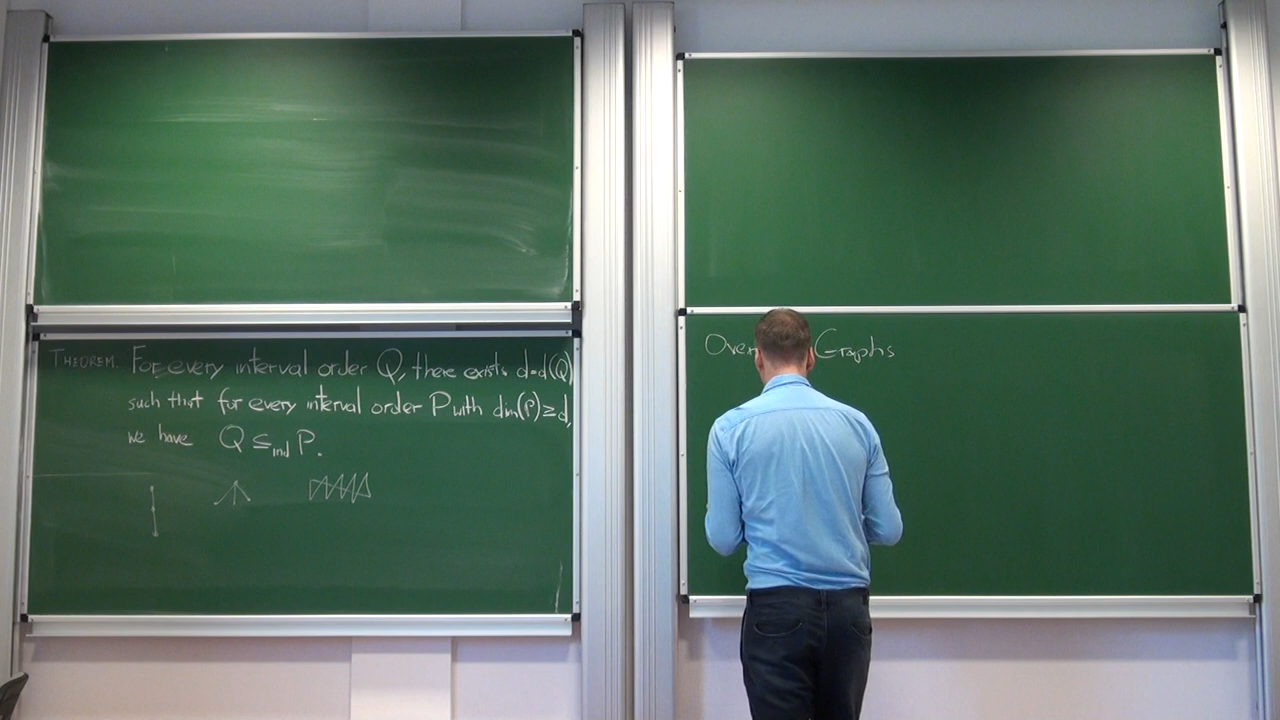 THEOREM. For every interval order Q, there exists d=d(Q)
such that for every interval order P with dim(P) ≥ d,
we have Q ⊆ind P.
Over Graphs